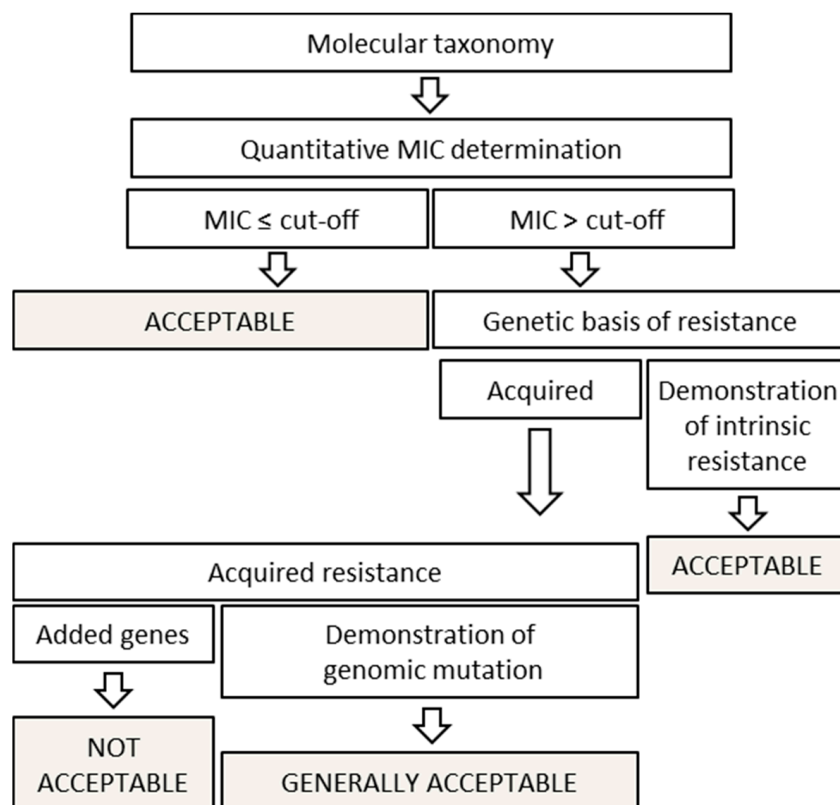 Molecular taxonomy
Quantitative MIC determination
MIC ≤ cut-off
MIC > cut-off
ACCEPTABLE
Genetic basis of resistance
Acquired
Demonstration
of intrinsic
resistance
ACCEPTABLE
Acquired resistance
Added genes
Demonstration of
genomic mutation
NOT
ACCEPTABLE
GENERALLY ACCEPTABLE